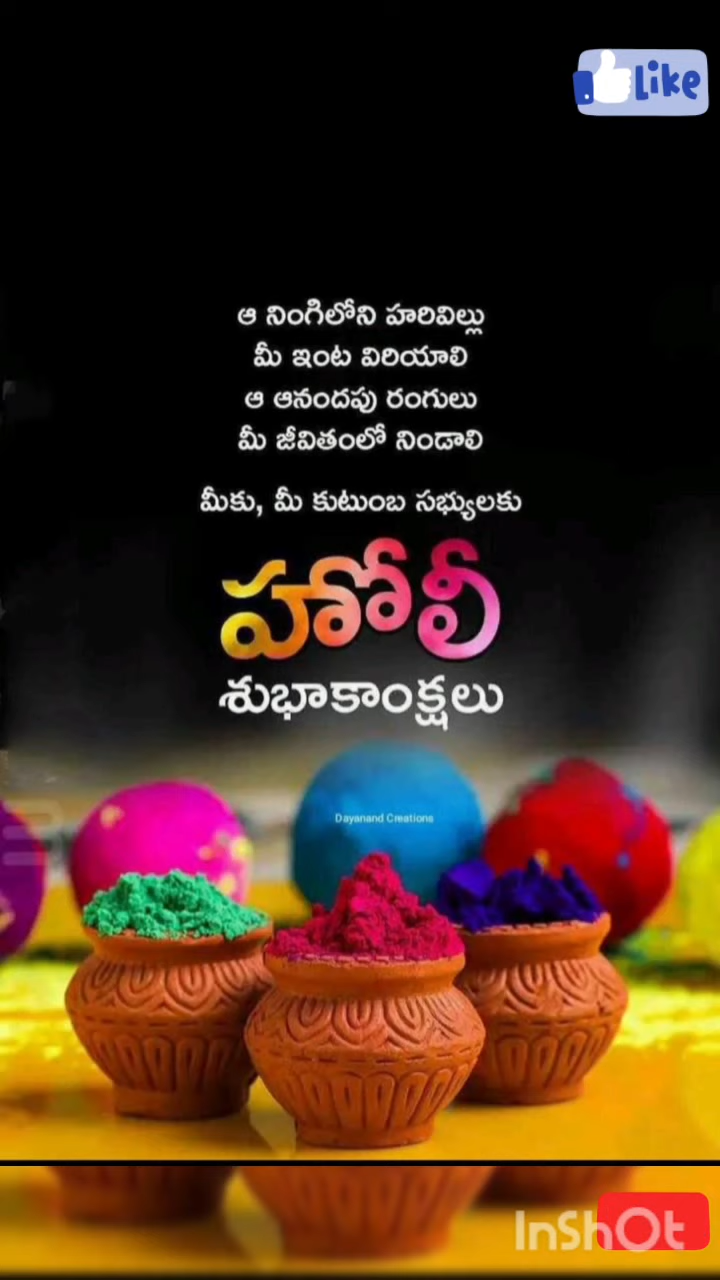 Like
ఆ నింగిలోని హరివిల్లు
మీ ఇంట విరియాలి
ఆ ఆనందపు రంగులు
మీ జీవితంలో నిండాలి
మీకు, మీ కుటుంబ సభ్యులకు
హోలీ
శుభాకాంక్షలు
Dayanand Creations
InShOt